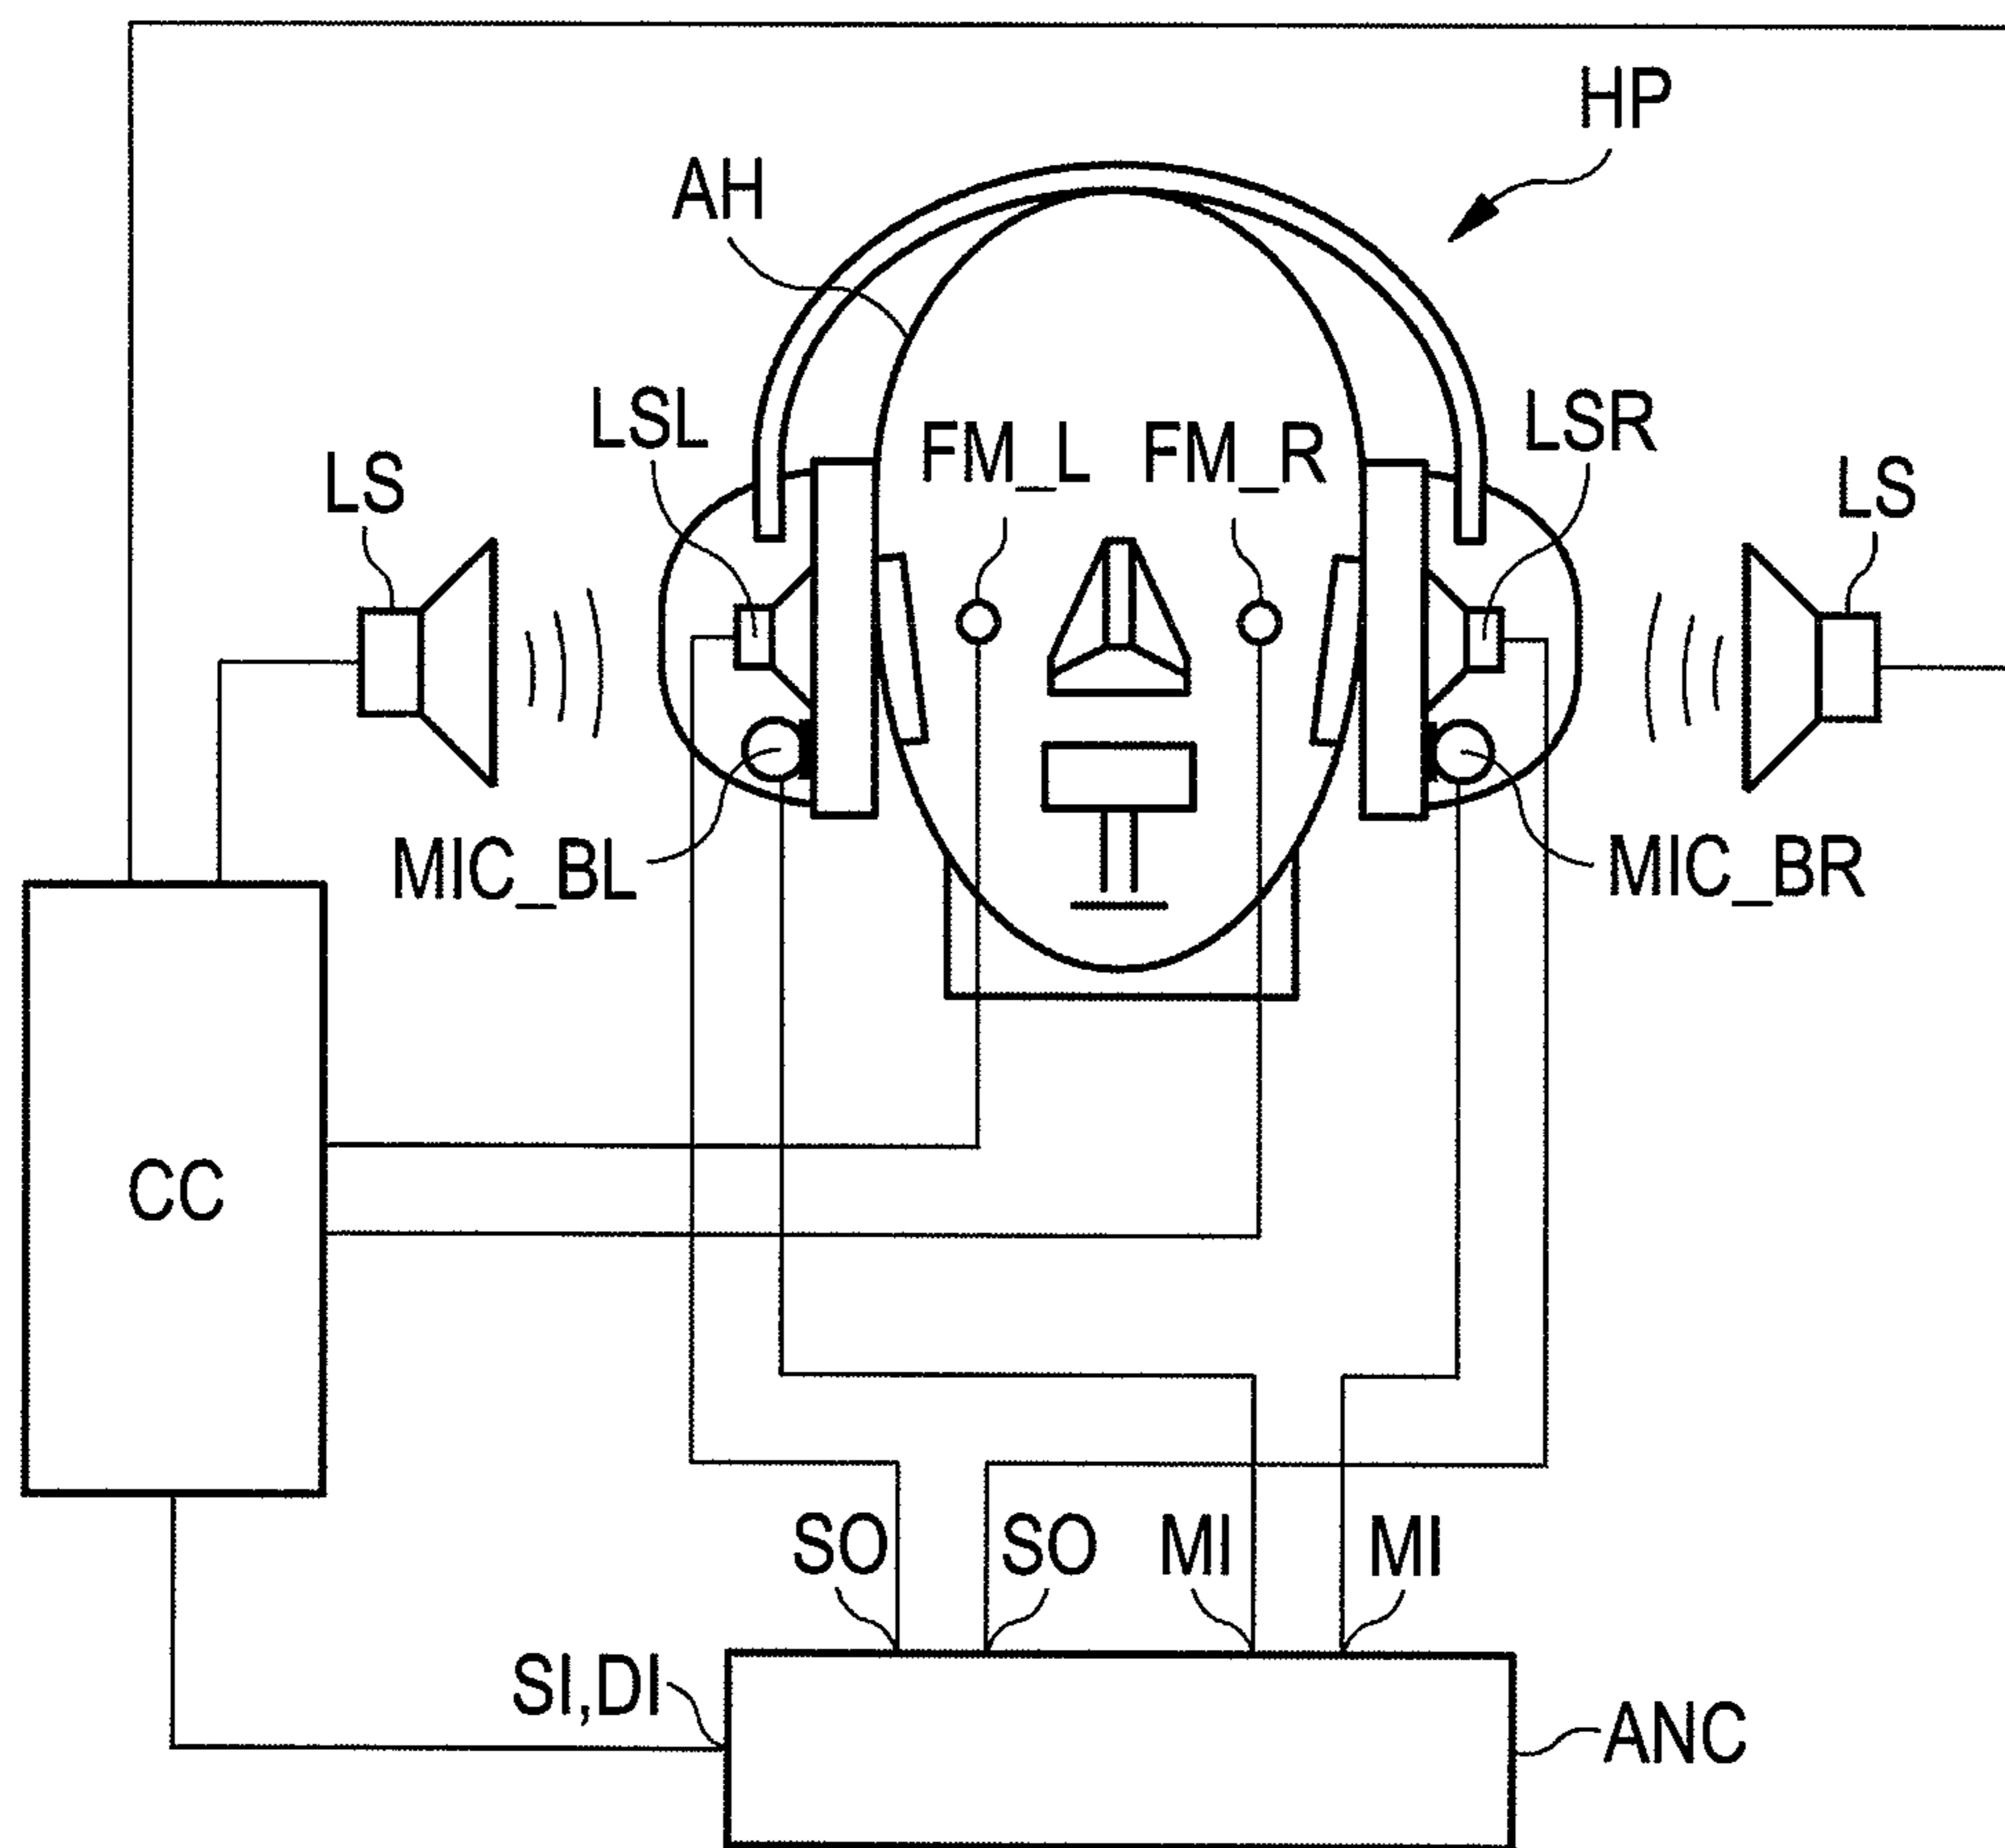 HP
AH
LSL
LSR
FM_L
FM_R
LS
LS
MIC_BL
MIC_BR
CC
SO
SO
MI
MI
SI,DI
ANC